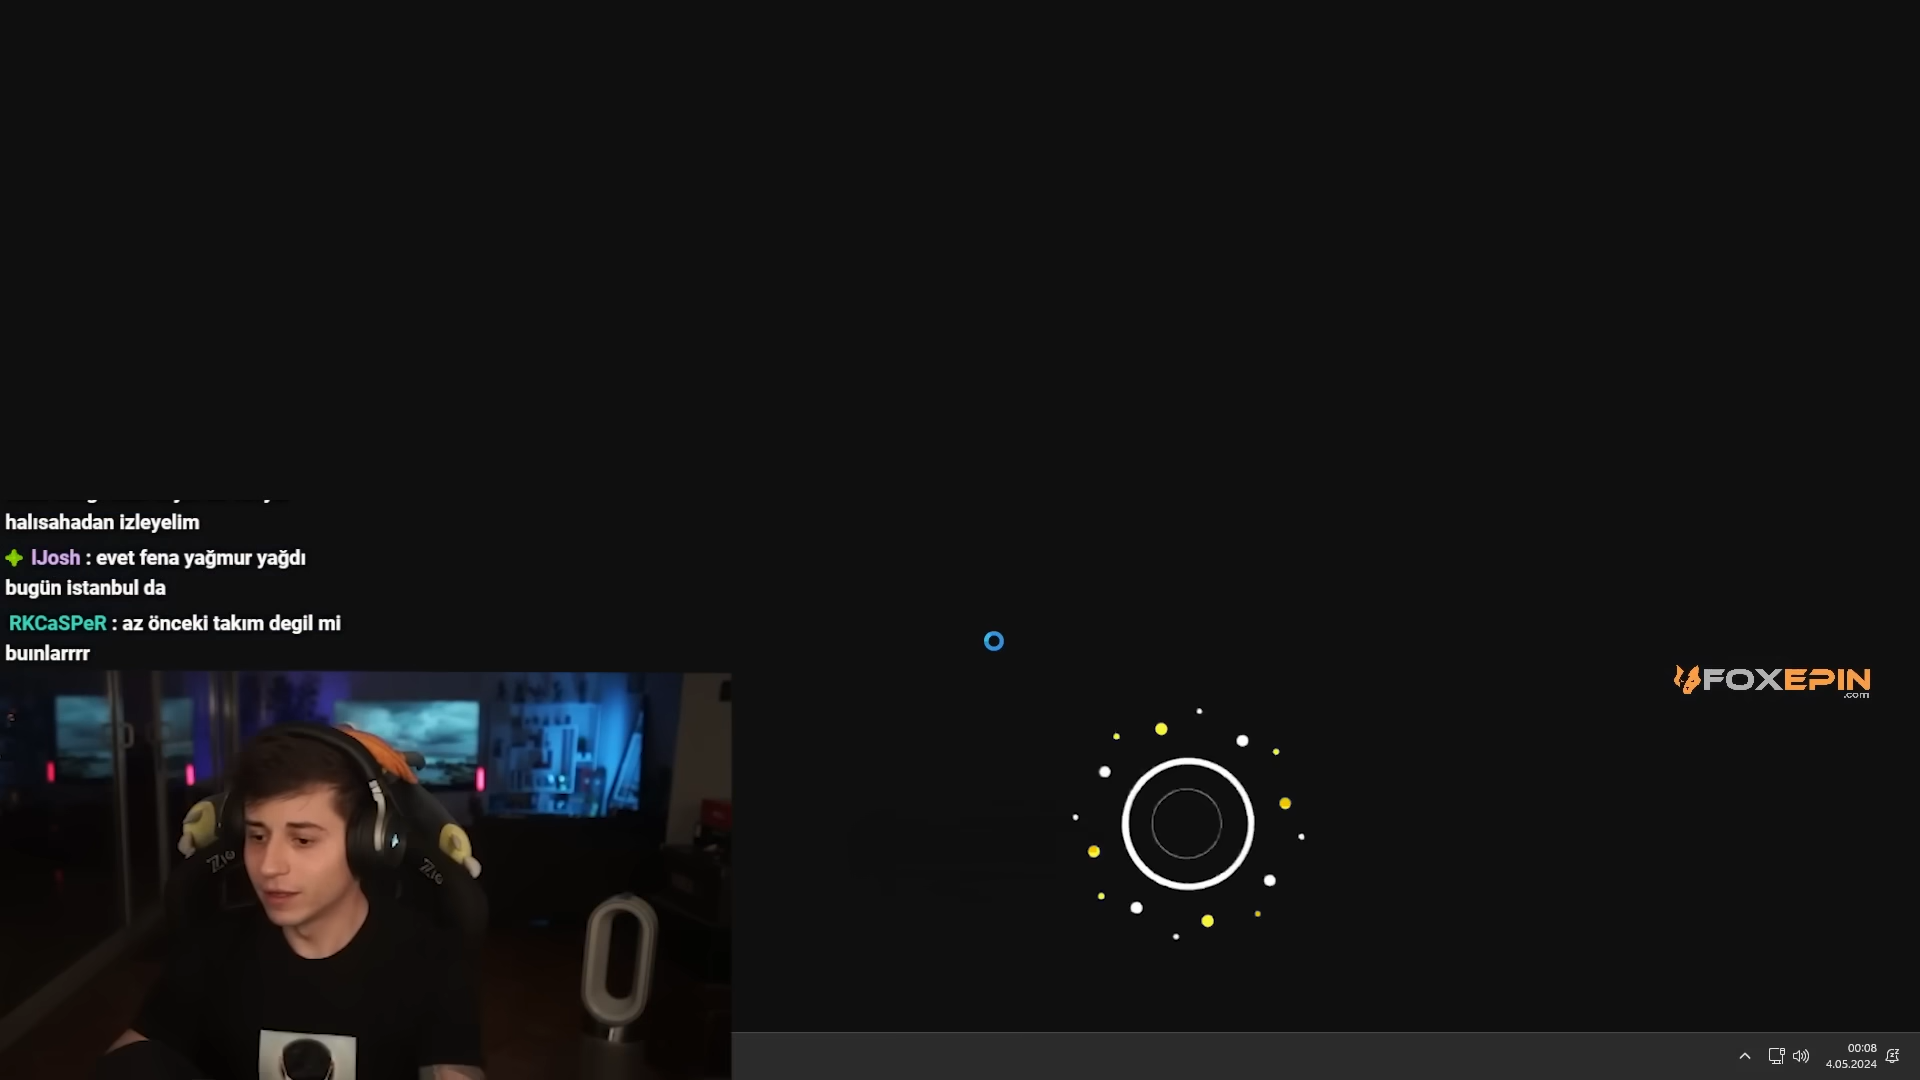 halısahadan izleyelim
lJosh : evet fena yağmur yağdı
bugün istanbul da
RKCaSPeR : az önceki takım degil mi
buınlarrrr
FOXEPIN
.com
00:08
4.05.2024